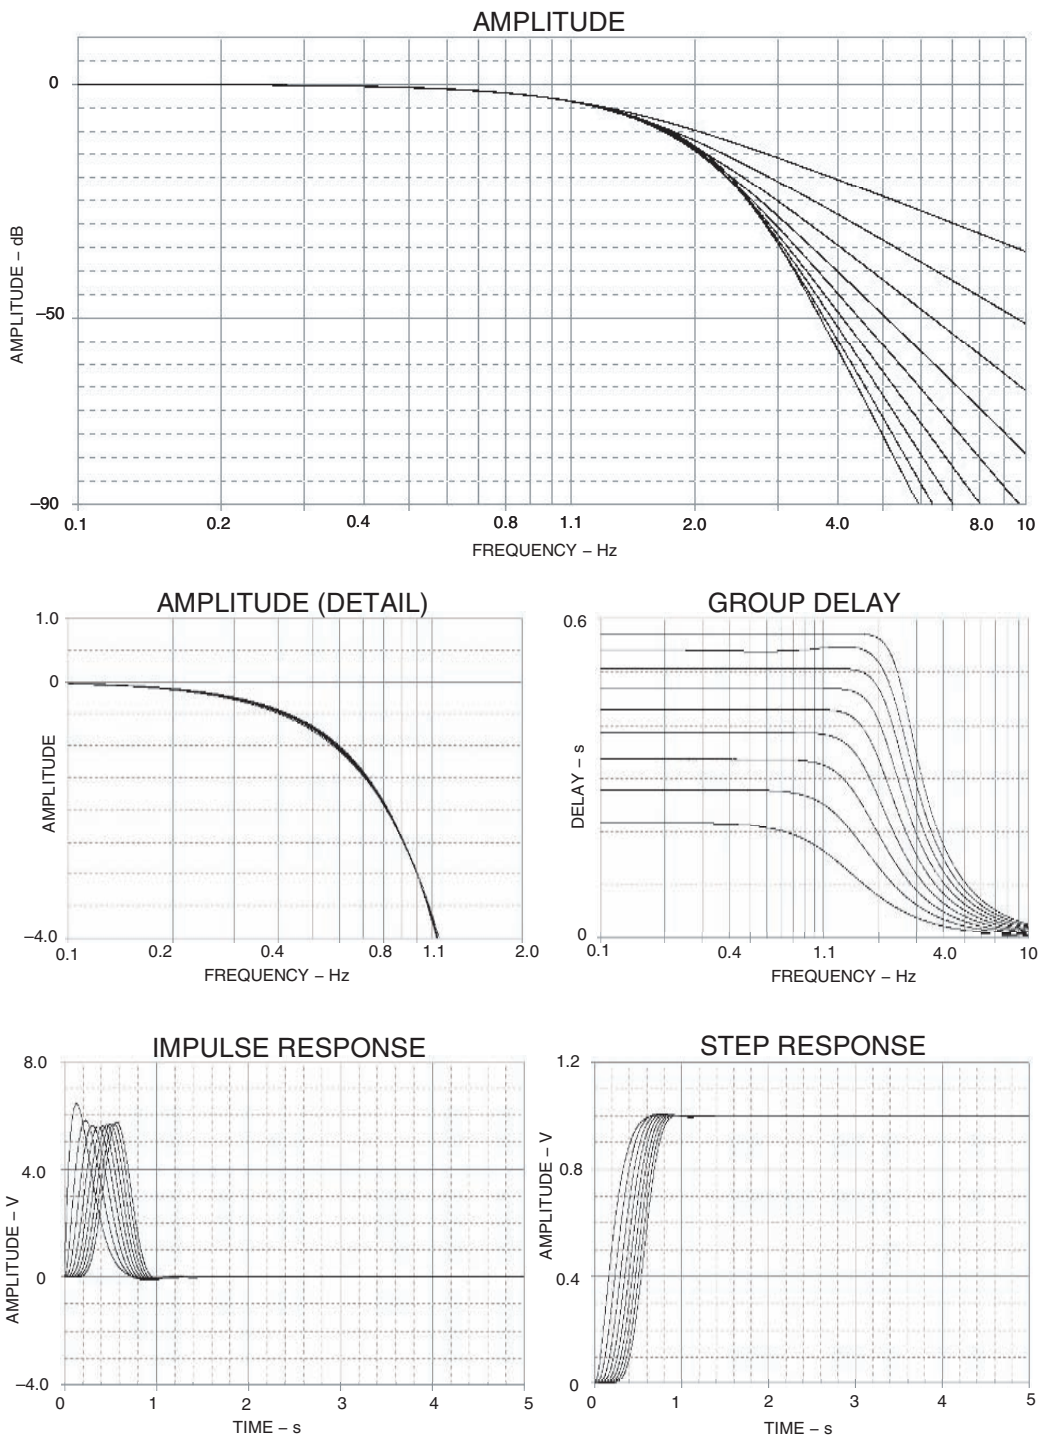 AMPLITUDE
0
–50
–90
AMPLITUDE – dB
0.1 0.2 0.4 0.8 1.1 2.0 4.0 8.0 10
FREQUENCY – Hz
AMPLITUDE (DETAIL)
1.0
0
–4.0
AMPLITUDE
0.1 0.2 0.4 0.8 1.1 2.0
FREQUENCY – Hz
GROUP DELAY
0.6
0
DELAY – s
0.1 0.4 1.1 4.0 10
FREQUENCY – Hz
IMPULSE RESPONSE
8.0
4.0
0
–4.0
AMPLITUDE – V
0 1 2 3 4 5
TIME – s
STEP RESPONSE
1.2
0.8
0.4
0
AMPLITUDE – V
0 1 2 3 4 5
TIME – s